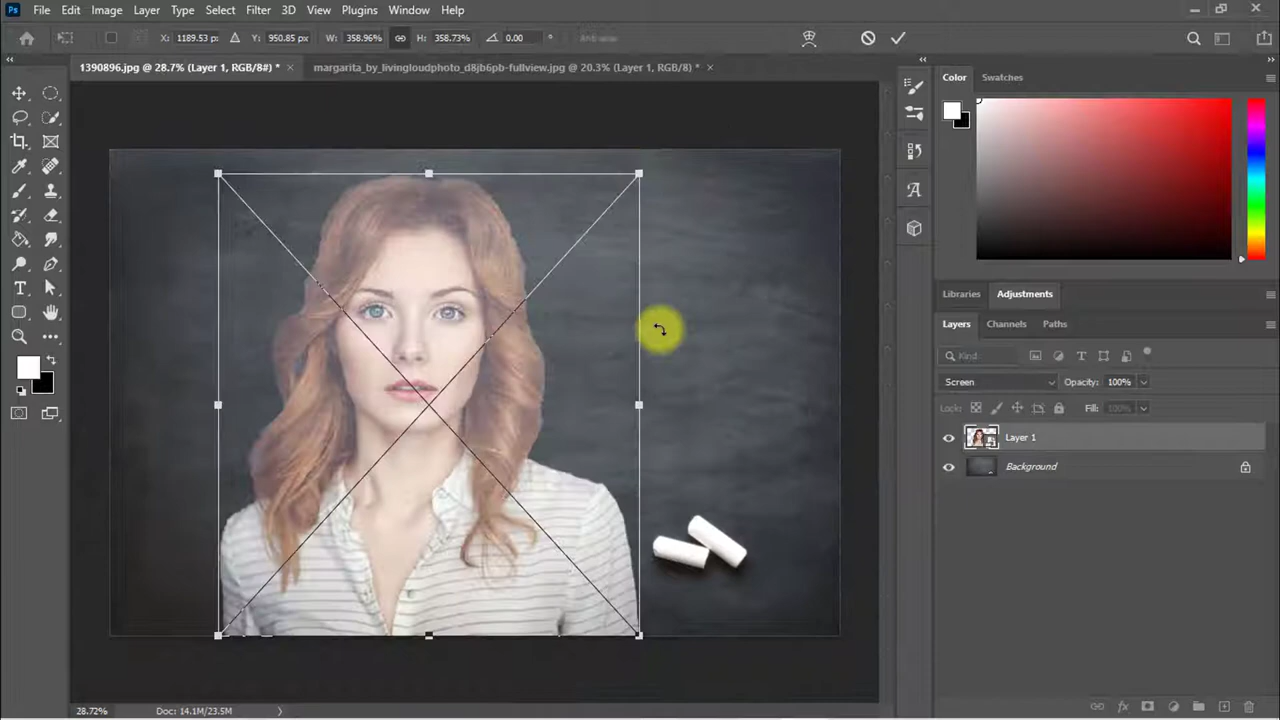 Ps File Edit Image Layer Type Select Filter 3D View Plugins Window Help
X: 1189.53 px Y: 950.85 px W: 358.96% H: 358.73% 0.00 °
1390896.jpg @ 28.7% (Layer 1, RGB/8#) * × margarita_by_livingloudphoto_d8jb6pb-fullview.jpg @ 20.3% (Layer 1, RGB/8) * ×
Color Swatches
Libraries Adjustments
Layers Channels Paths
Kind
Screen Opacity: 100%
Lock: Fill: 100%
Layer 1
Background
28.72% Doc: 14.1M/23.5M